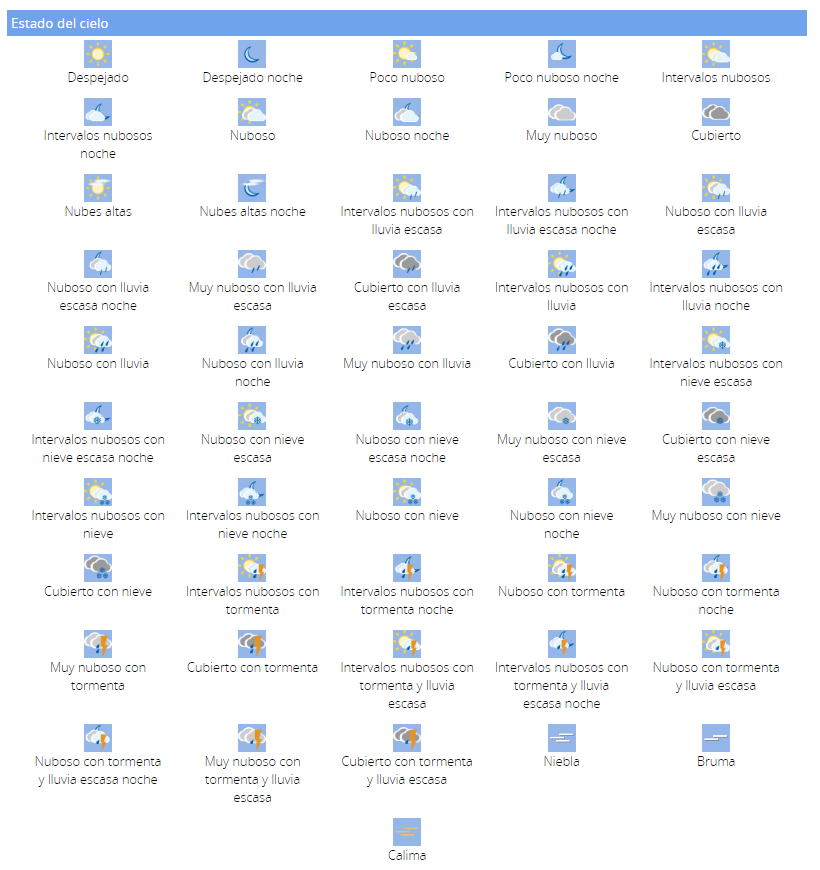 Estado del cielo
Despejado
Despejado noche
Poco nuboso
Poco nuboso noche
Intervalos nubosos
Intervalos nubosos
noche
Nuboso
Nuboso noche
Muy nuboso
Cubierto
Nubes altas
Nubes altas noche
Intervalos nubosos con
lluvia escasa
Intervalos nubosos con
lluvia escasa noche
Nuboso con lluvia
escasa
Nuboso con lluvia
escasa noche
Muy nuboso con lluvia
escasa
Cubierto con lluvia
escasa
Intervalos nubosos con
lluvia
Intervalos nubosos con
lluvia noche
Nuboso con lluvia
Nuboso con lluvia
noche
Muy nuboso con lluvia
Cubierto con lluvia
Intervalos nubosos con
nieve escasa
Intervalos nubosos con
nieve escasa noche
Nuboso con nieve
escasa
Nuboso con nieve
escasa noche
Muy nuboso con nieve
escasa
Cubierto con nieve
escasa
Intervalos nubosos con
nieve
Intervalos nubosos con
nieve noche
Nuboso con nieve
Nuboso con nieve
noche
Muy nuboso con nieve
Cubierto con nieve
Intervalos nubosos con
tormenta
Intervalos nubosos con
tormenta noche
Nuboso con tormenta
Nuboso con tormenta
noche
Muy nuboso con
tormenta
Cubierto con tormenta
Intervalos nubosos con
tormenta y lluvia
escasa
Intervalos nubosos con
tormenta y lluvia
escasa noche
Nuboso con tormenta
y lluvia escasa
Nuboso con tormenta
y lluvia escasa noche
Muy nuboso con
tormenta y lluvia
escasa
Cubierto con tormenta
y lluvia escasa
Niebla
Bruma
Calima